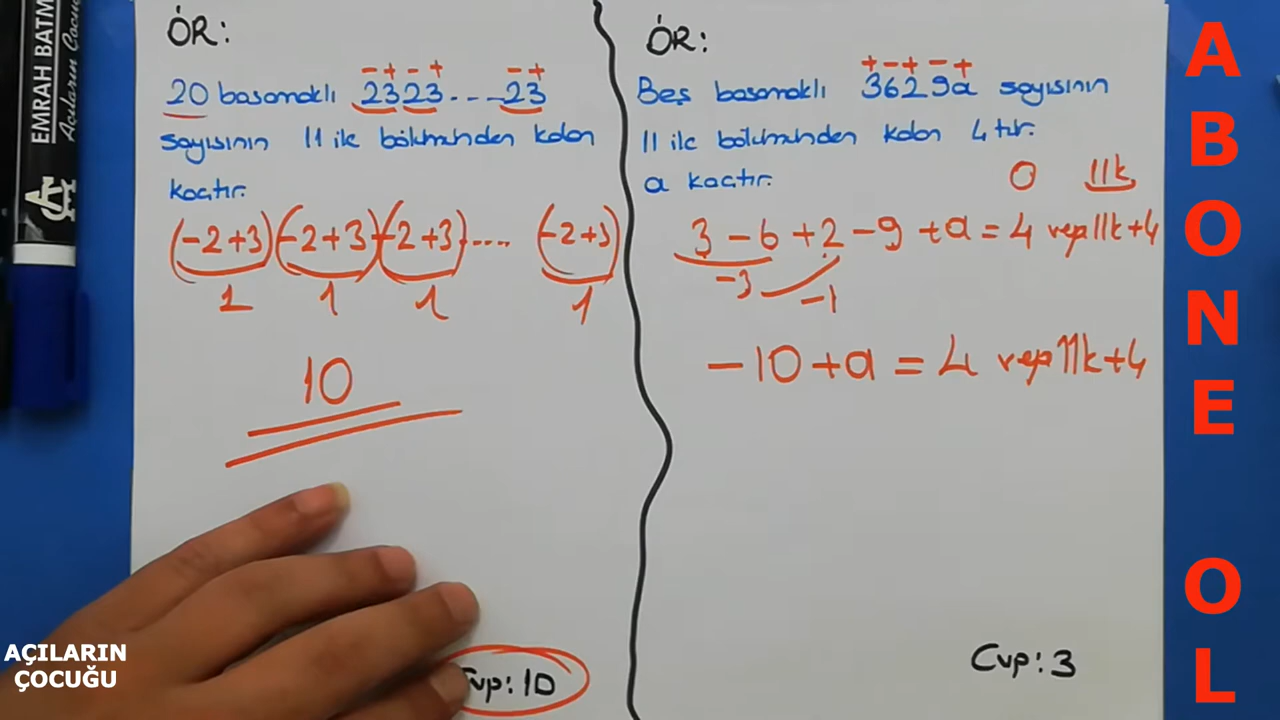 ÖR:
20 basamaklı 2323....23
sayısının 11 ile bölümünden kalan
kaçtır.
(-2+3)(-2+3)+(-2+3).... (-2+3)
1 1 1 1
10
Cvp: 10
ÖR:
Beş basamaklı 3629a sayısının
11 ile bölümünden kalan 4 tür.
a kaçtır.
0 11k
3 - 6 + 2 - 9 + a = 4 veya 11k+4
-3 -1
-10 + a = 4 veya 11k+4
Cvp: 3
EMRAH BATM
Açıların Çocu
AÇILARIN
ÇOCUĞU
ABONE OL